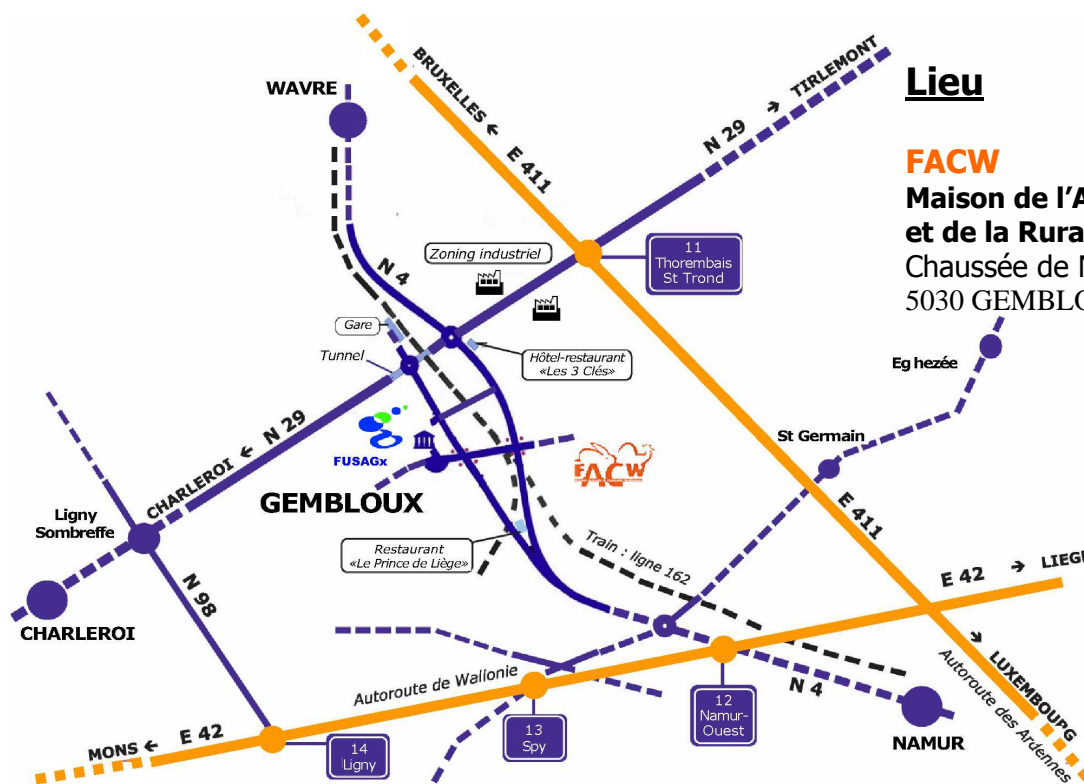 Lieu
FACW
Maison de l'A
et de la Rura
Chaussée de
5030 GEMBLO
BRUXELLES ← E 411
N 29 → TIRLEMONT
WAVRE
N 4
Zoning industriel
11
Thorembais
St Trond
Gare
Tunnel
Hôtel-restaurant
«Les 3 Clés»
Eghezée
CHARLEROI ← N 29
FUSAGx
FACW
St Germain
GEMBLOUX
Ligny
Sombreffe
Restaurant
«Le Prince de Liège»
Train : ligne 162
E 411
E 42 → LIEGE
N 98
CHARLEROI
→ LUXEMBOURG
Autoroute des Ardennes
Autoroute de Wallonie
N 4
12
Namur-
Ouest
13
Spy
14
Ligny
MONS ← E 42
NAMUR